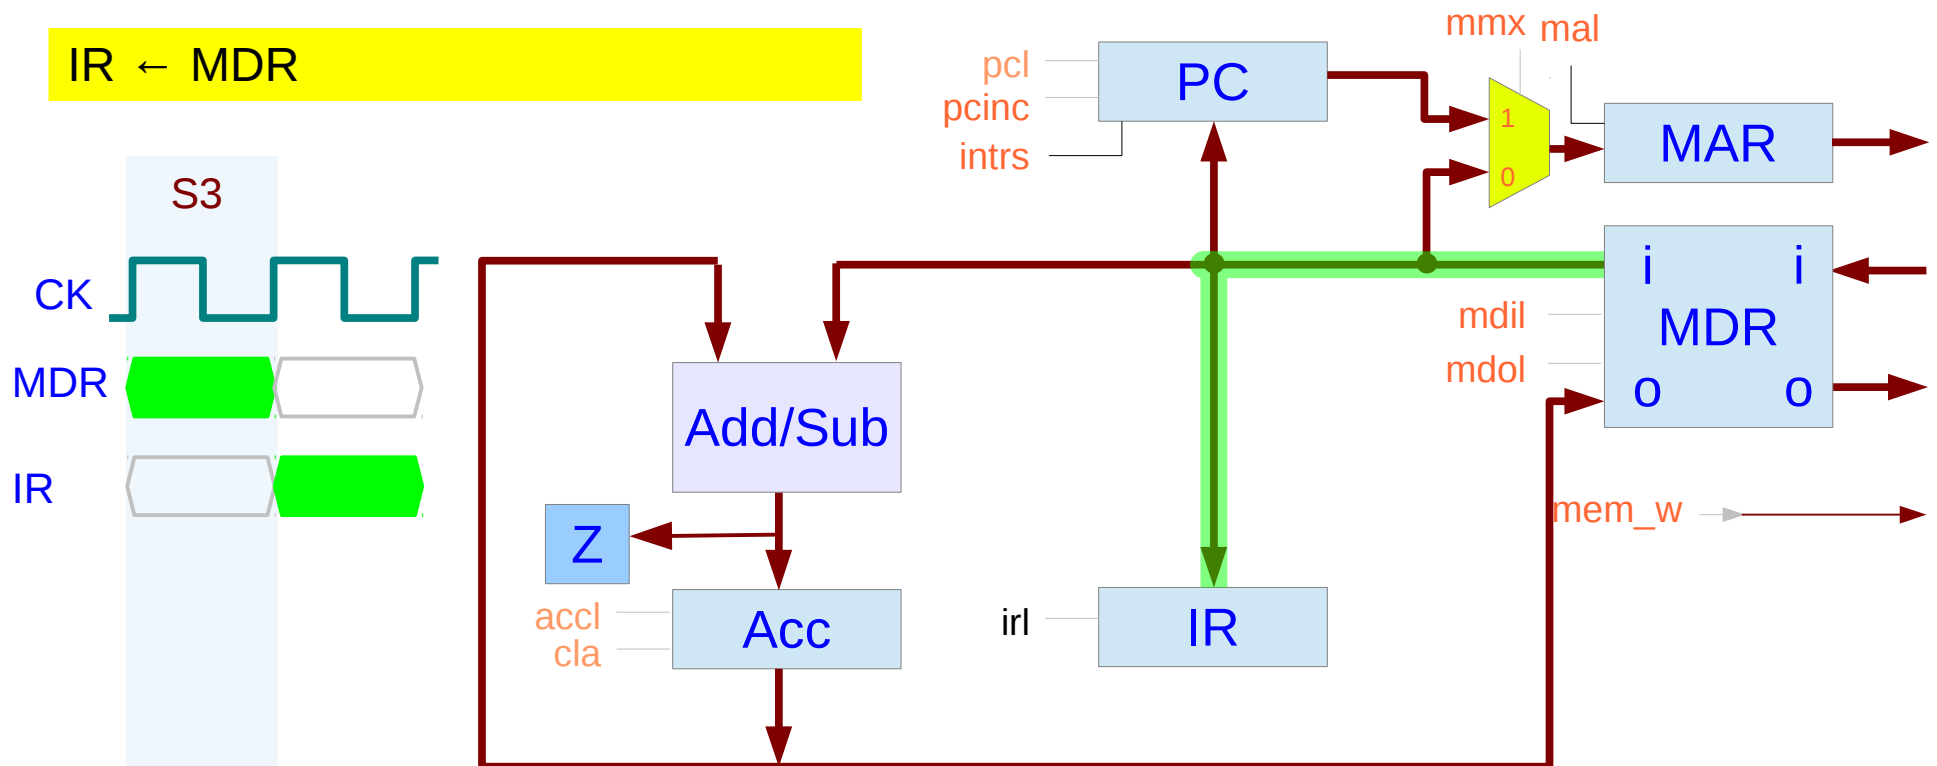 IR ← MDR
S3
CK
MDR
IR
pcl
pcinc
intrs
PC
mmx
mal
1
0
MAR
i
i
mdil
MDR
mdol
o
o
Add/Sub
Z
accl
cla
Acc
irl
IR
mem_w